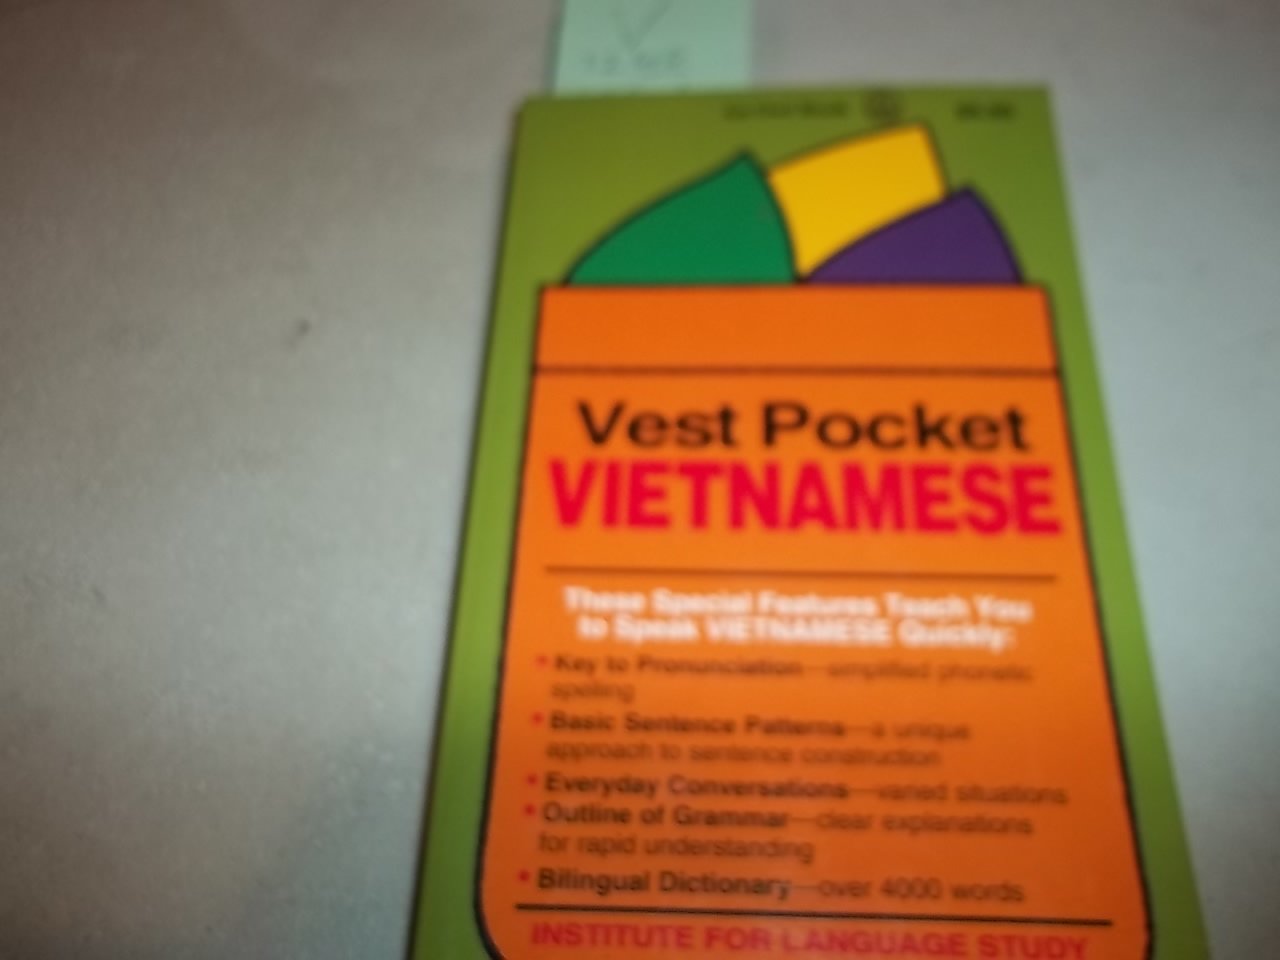 Vest Pocket
VIETNAMESE
These Special Features Teach You
to Speak VIETNAMESE Quickly:
• Key to Pronunciation—simplified phonetic
spelling
• Basic Sentence Patterns—a unique
approach to sentence construction
• Everyday Conversations—varied situations
• Outline of Grammar—clear explanations
for rapid understanding
• Bilingual Dictionary—over 4000 words
INSTITUTE FOR LANGUAGE STUDY